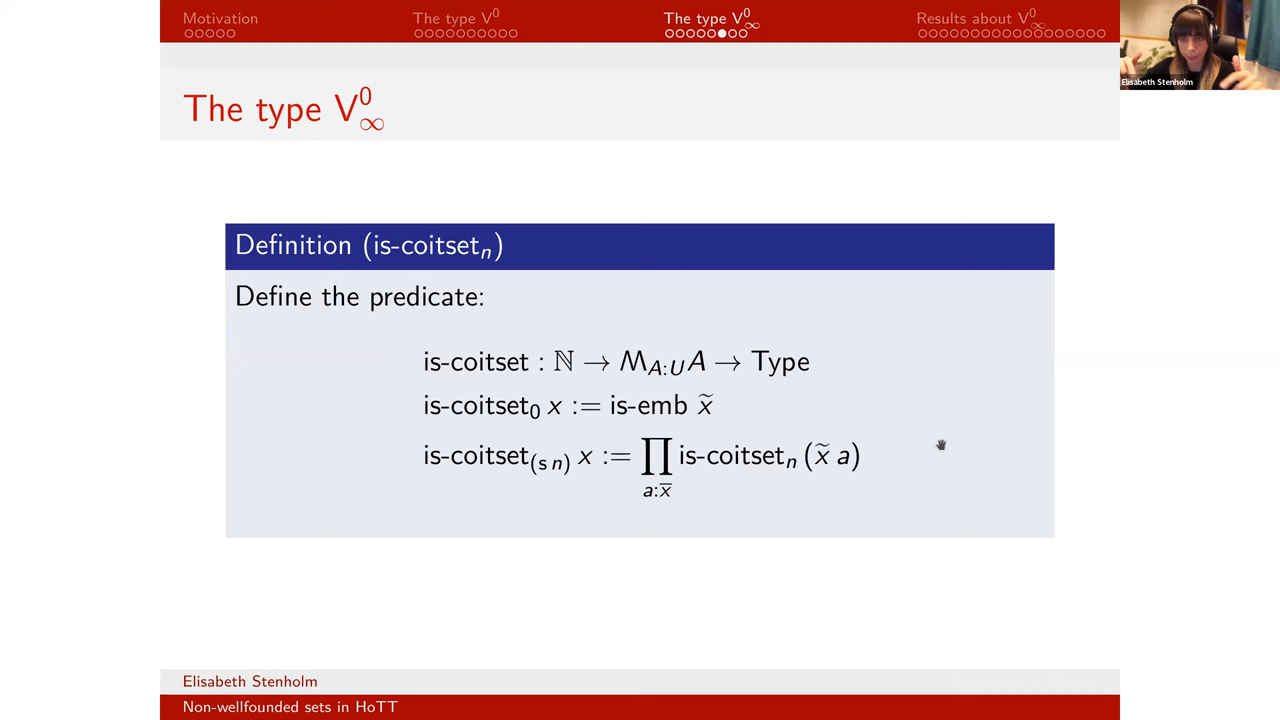 Motivation
The type V⁰
The type V⁰∞
Results about V⁰∞
Elisabeth Stenholm
The type V⁰∞
Definition (is-coitsetₙ)
Define the predicate:
is-coitset : ℕ → M_{A:U} A → Type
is-coitset₀ x := is-emb x̃
is-coitset_{(s n)} x := ∏_{a:x̄} is-coitsetₙ (x̃ a)
Elisabeth Stenholm
Non-wellfounded sets in HoTT